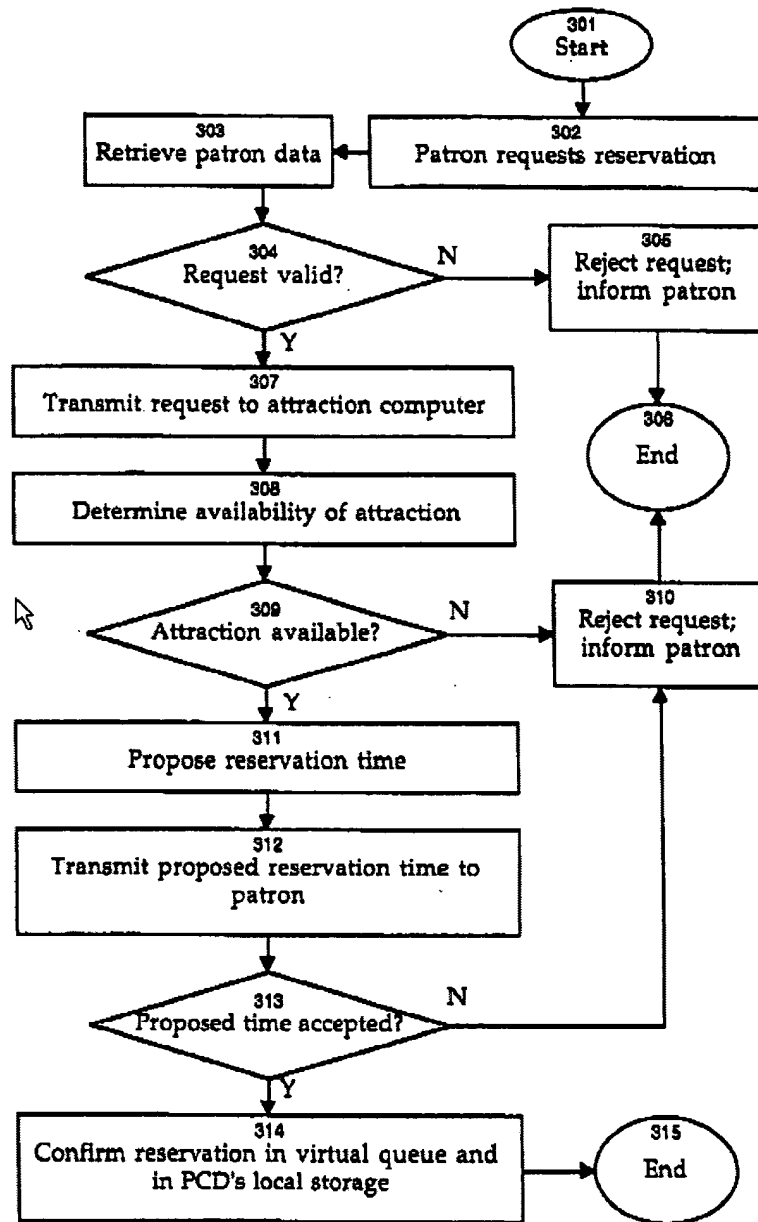 301
Start
303
Retrieve patron data
302
Patron requests reservation
304
Request valid?
N
305
Reject request;
inform patron
Y
307
Transmit request to attraction computer
306
End
308
Determine availability of attraction
309
Attraction available?
N
310
Reject request;
inform patron
Y
311
Propose reservation time
312
Transmit proposed reservation time to
patron
313
Proposed time accepted?
N
Y
314
Confirm reservation in virtual queue and
in PCD's local storage
315
End